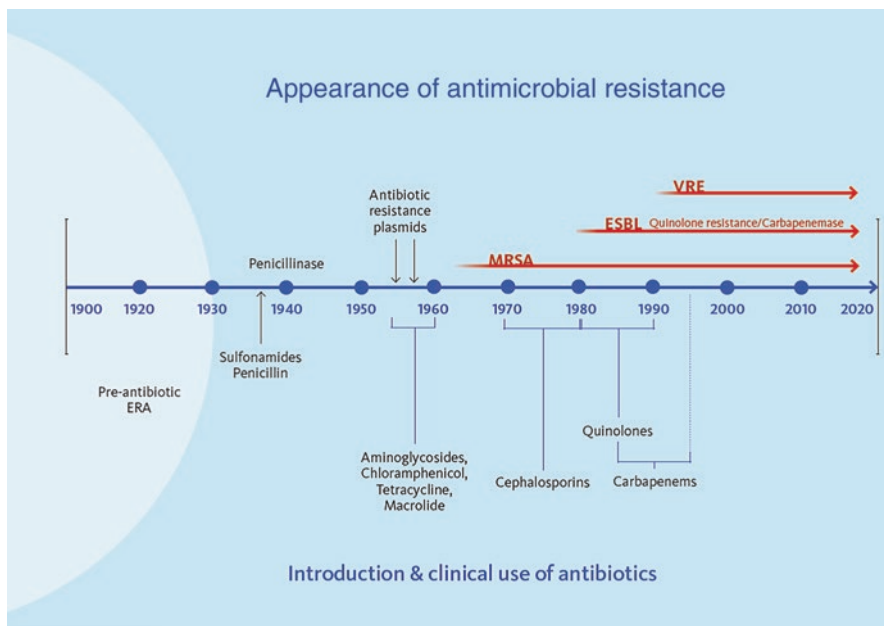 Appearance of antimicrobial resistance
VRE
Antibiotic
resistance
plasmids
ESBL Quinolone resistance/Carbapenemase
Penicillinase
MRSA
1900 1920 1930 1940 1950 1960 1970 1980 1990 2000 2010 2020
Sulfonamides
Penicillin
Pre-antibiotic
ERA
Quinolones
Aminoglycosides,
Chloramphenicol,
Tetracycline,
Macrolide
Cephalosporins
Carbapenems
Introduction & clinical use of antibiotics